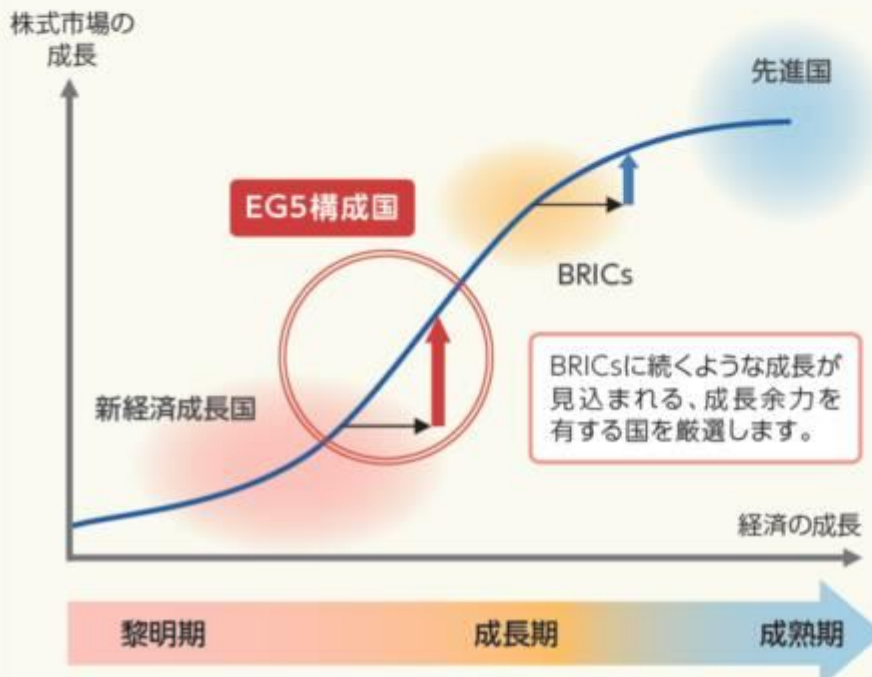 株式市場の
成長
先進国
EG5構成国
BRICs
新経済成長国
BRICsに続くような成長が
見込まれる、成長余力を
有する国を厳選します。
経済の成長
黎明期
成長期
成熟期